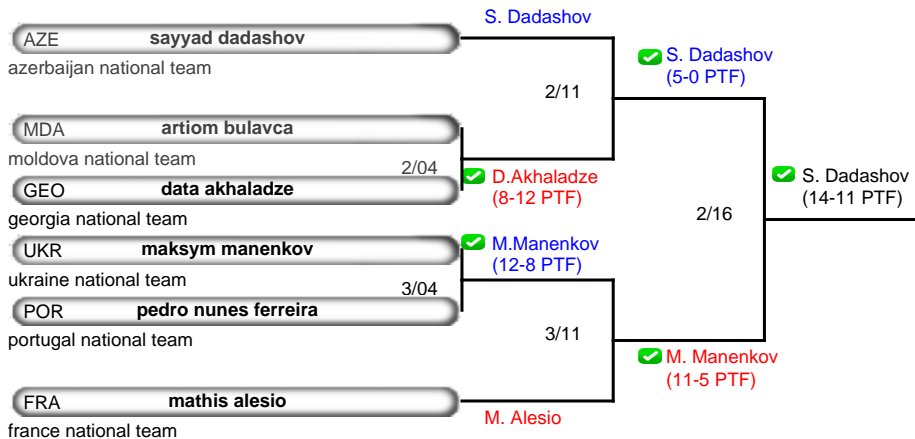 S. Dadashov
AZE sayyad dadashov
azerbaijan national team
2/11
S. Dadashov
(5-0 PTF)
MDA artiom bulavca
moldova national team
2/04
GEO data akhaladze
georgia national team
D.Akhaladze
(8-12 PTF)
2/16
S. Dadashov
(14-11 PTF)
UKR maksym manenkov
ukraine national team
M.Manenkov
(12-8 PTF)
3/04
POR pedro nunes ferreira
portugal national team
3/11
M. Manenkov
(11-5 PTF)
FRA mathis alesio
france national team
M. Alesio